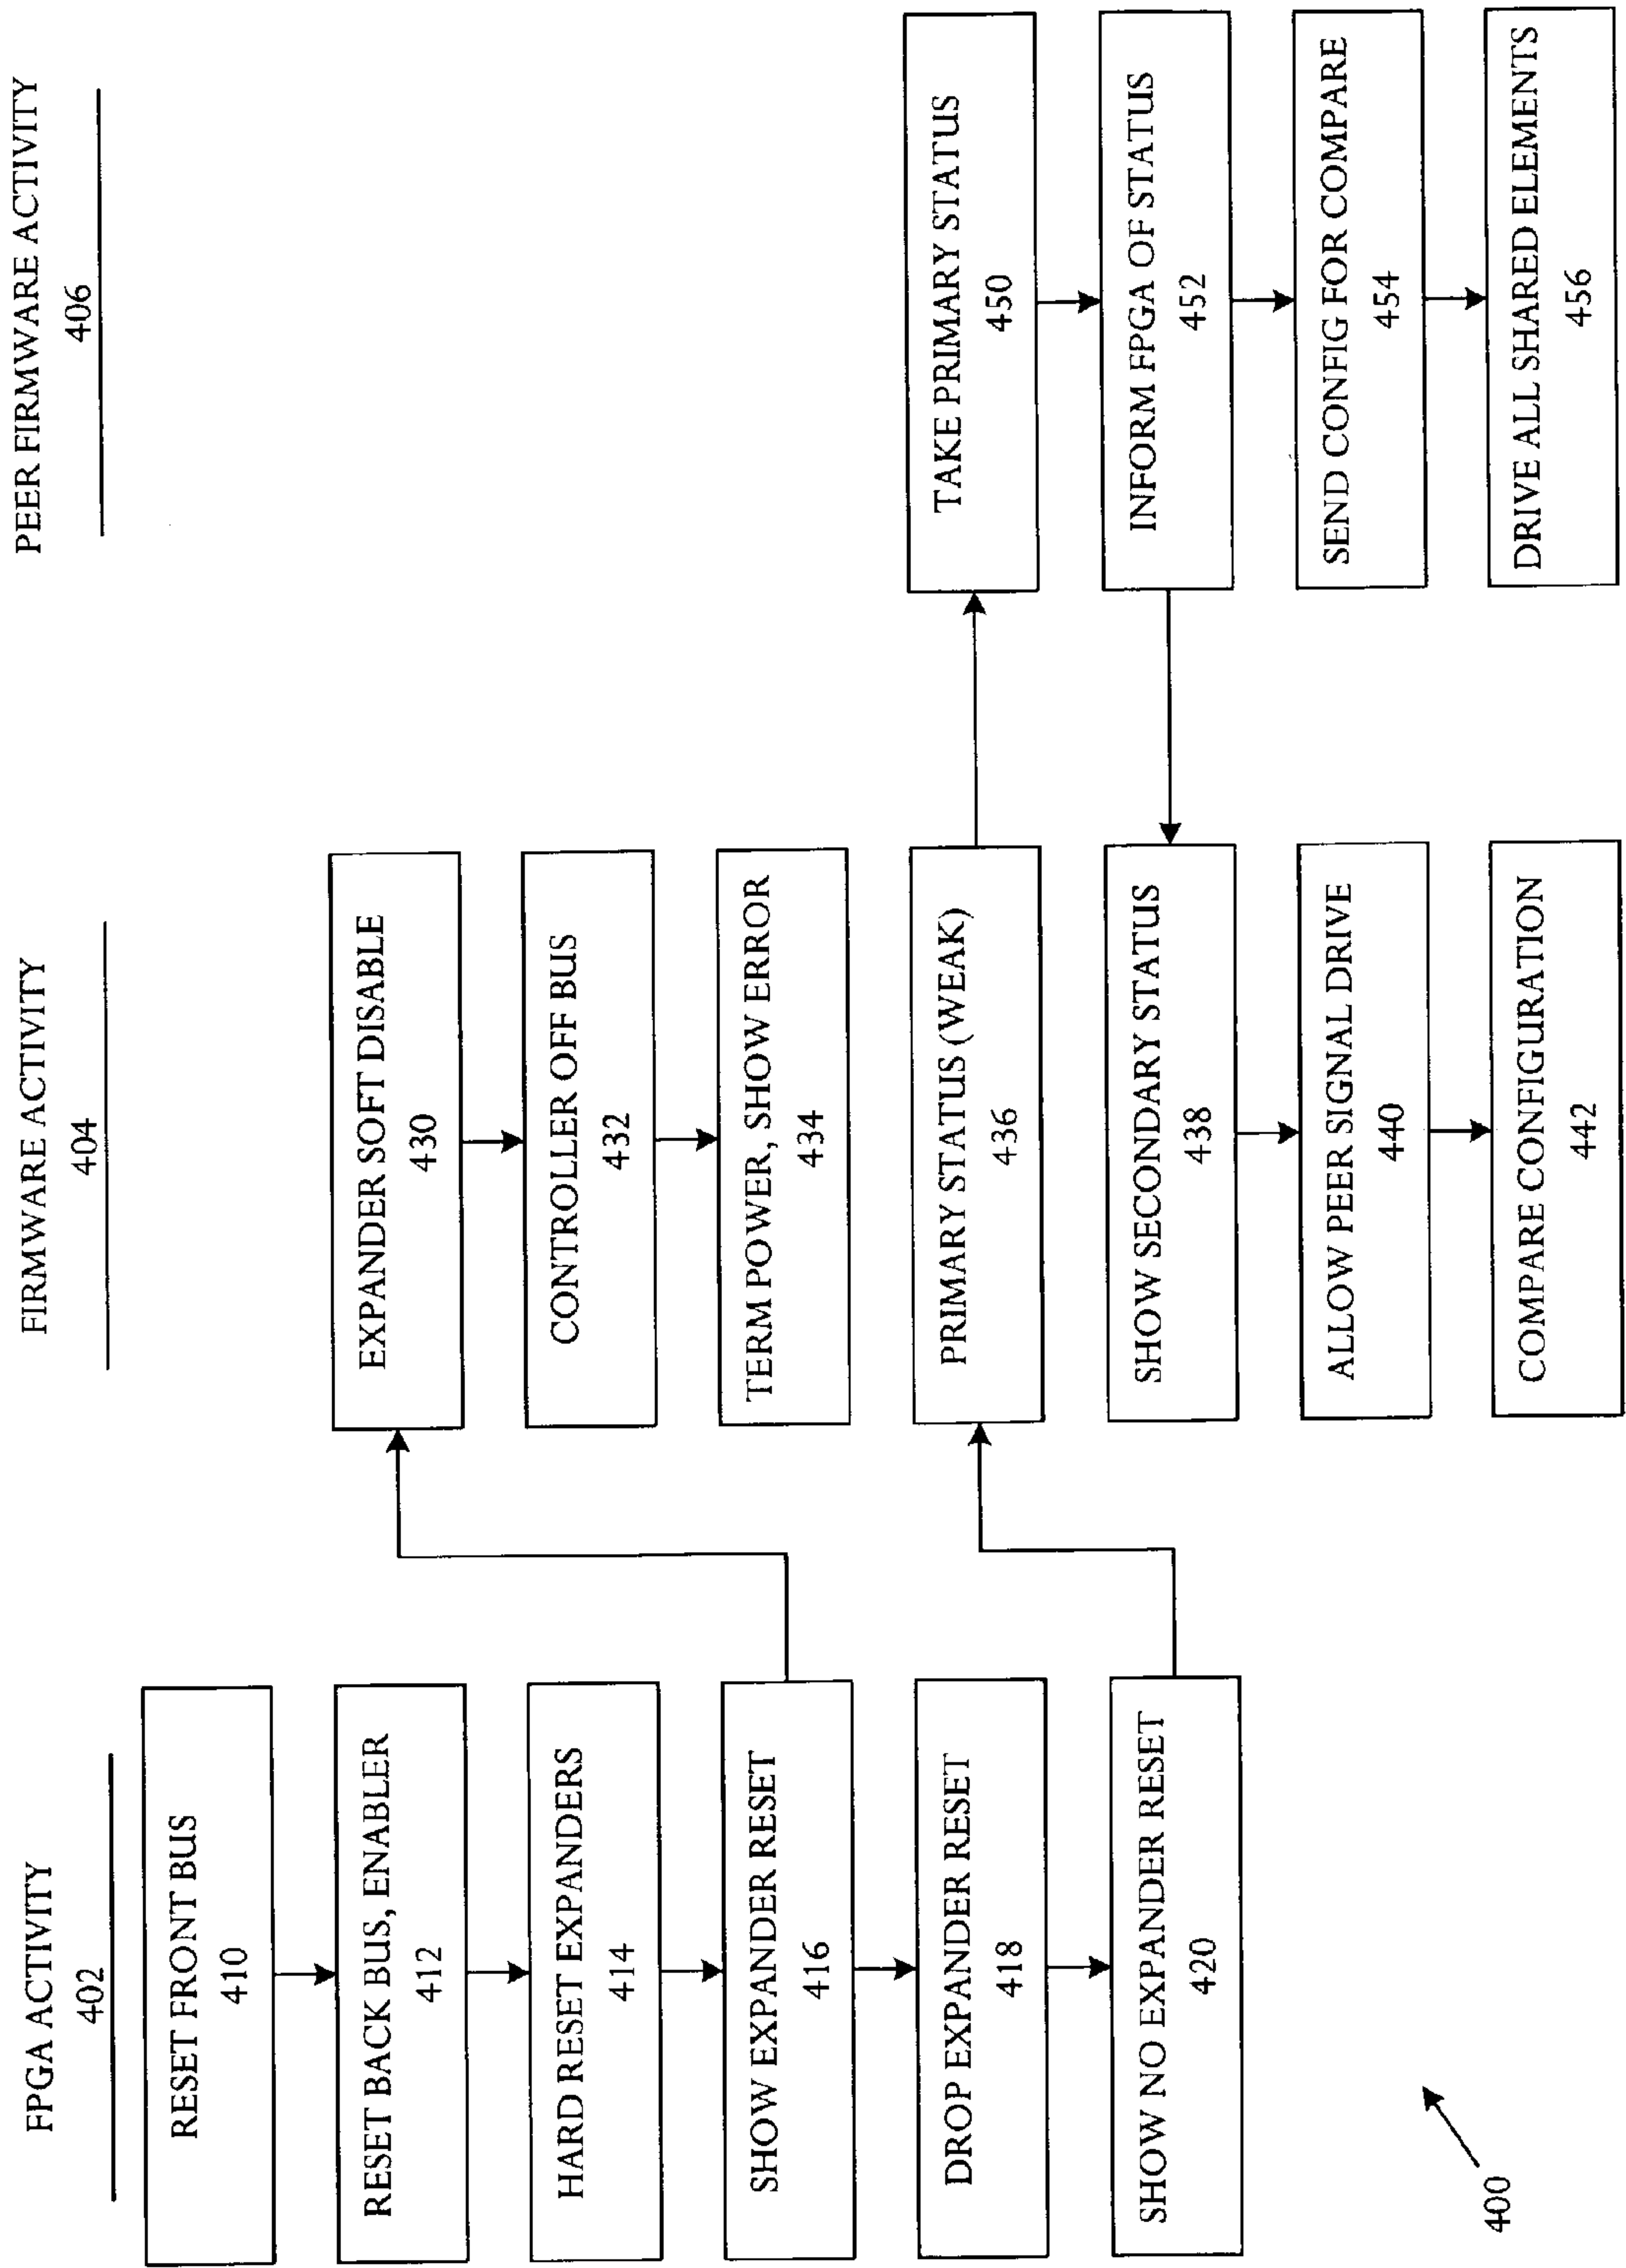 FPGA ACTIVITY
402
RESET FRONT BUS
410
RESET BACK BUS, ENABLER
412
HARD RESET EXPANDERS
414
SHOW EXPANDER RESET
416
DROP EXPANDER RESET
418
SHOW NO EXPANDER RESET
420
FIRMWARE ACTIVITY
404
EXPANDER SOFT DISABLE
430
CONTROLLER OFF BUS
432
TERM POWER, SHOW ERROR
434
PRIMARY STATUS (WEAK)
436
SHOW SECONDARY STATUS
438
ALLOW PEER SIGNAL DRIVE
440
COMPARE CONFIGURATION
442
PEER FIRMWARE ACTIVITY
406
TAKE PRIMARY STATUS
450
INFORM FPGA OF STATUS
452
SEND CONFIG FOR COMPARE
454
DRIVE ALL SHARED ELEMENTS
456
400